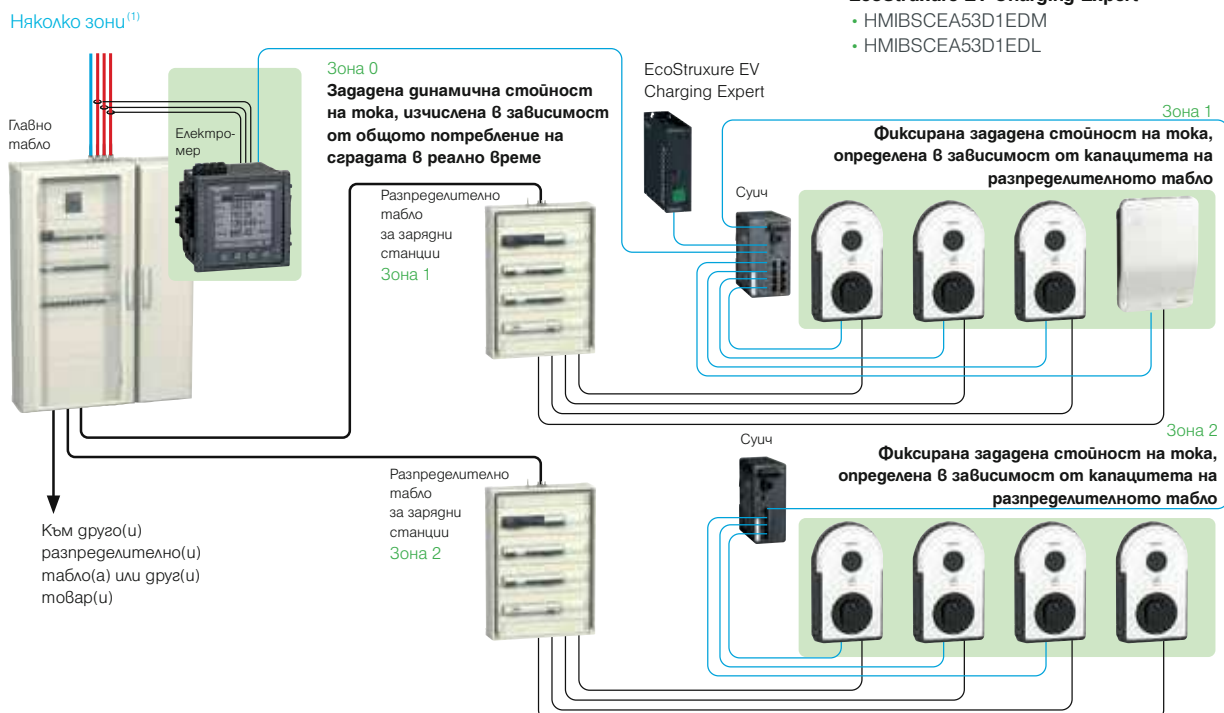 EcoStruxure EV Charging Expert
• HMIBSCEA53D1EDM
• HMIBSCEA53D1EDL
Няколко зони(1)
Главно
табло
Електро-
мер
Зона 0
Зададена динамична стойност
на тока, изчислена в зависимост
от общото потребление на
сградата в реално време
EcoStruxure EV
Charging Expert
Суич
Зона 1
Фиксирана зададена стойност на тока,
определена в зависимост от капацитета на
разпределителното табло
Разпределително
табло
за зарядни
станции
Зона 1
Суич
Зона 2
Фиксирана зададена стойност на тока,
определена в зависимост от капацитета на
разпределителното табло
Разпределително
табло
за зарядни
станции
Зона 2
Към друго(и)
разпределително(и)
табло(а) или друг(и)
товар(и)